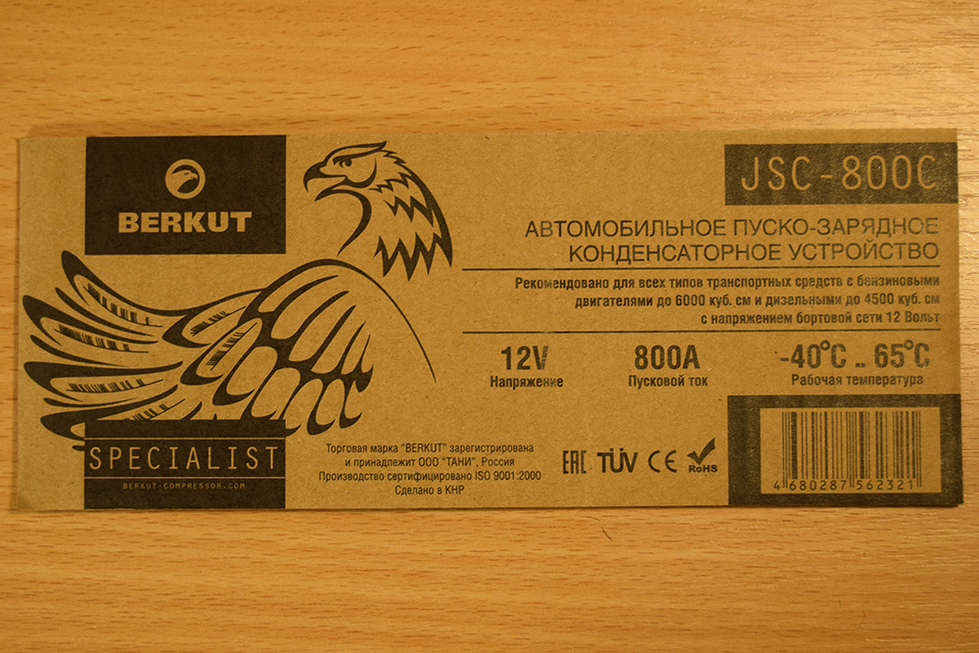 BERKUT
JSC-800C
АВТОМОБИЛЬНОЕ ПУСКО-ЗАРЯДНОЕ
КОНДЕНСАТОРНОЕ УСТРОЙСТВО
Рекомендовано для всех типов транспортных средств с бензиновыми
двигателями до 6000 куб. см и дизельными до 4500 куб. см
с напряжением бортовой сети 12 Вольт
12V
Напряжение
800А
Пусковой ток
-40°C .. 65°C
Рабочая температура
SPECIALIST
BERKUT-COMPRESSOR.COM
Торговая марка "BERKUT" зарегистрирована
и принадлежит ООО "ТАНИ", Россия
Производство сертифицировано ISO 9001:2000
Сделано в КНР
EAC TÜV CE RoHS
4 680287 562321